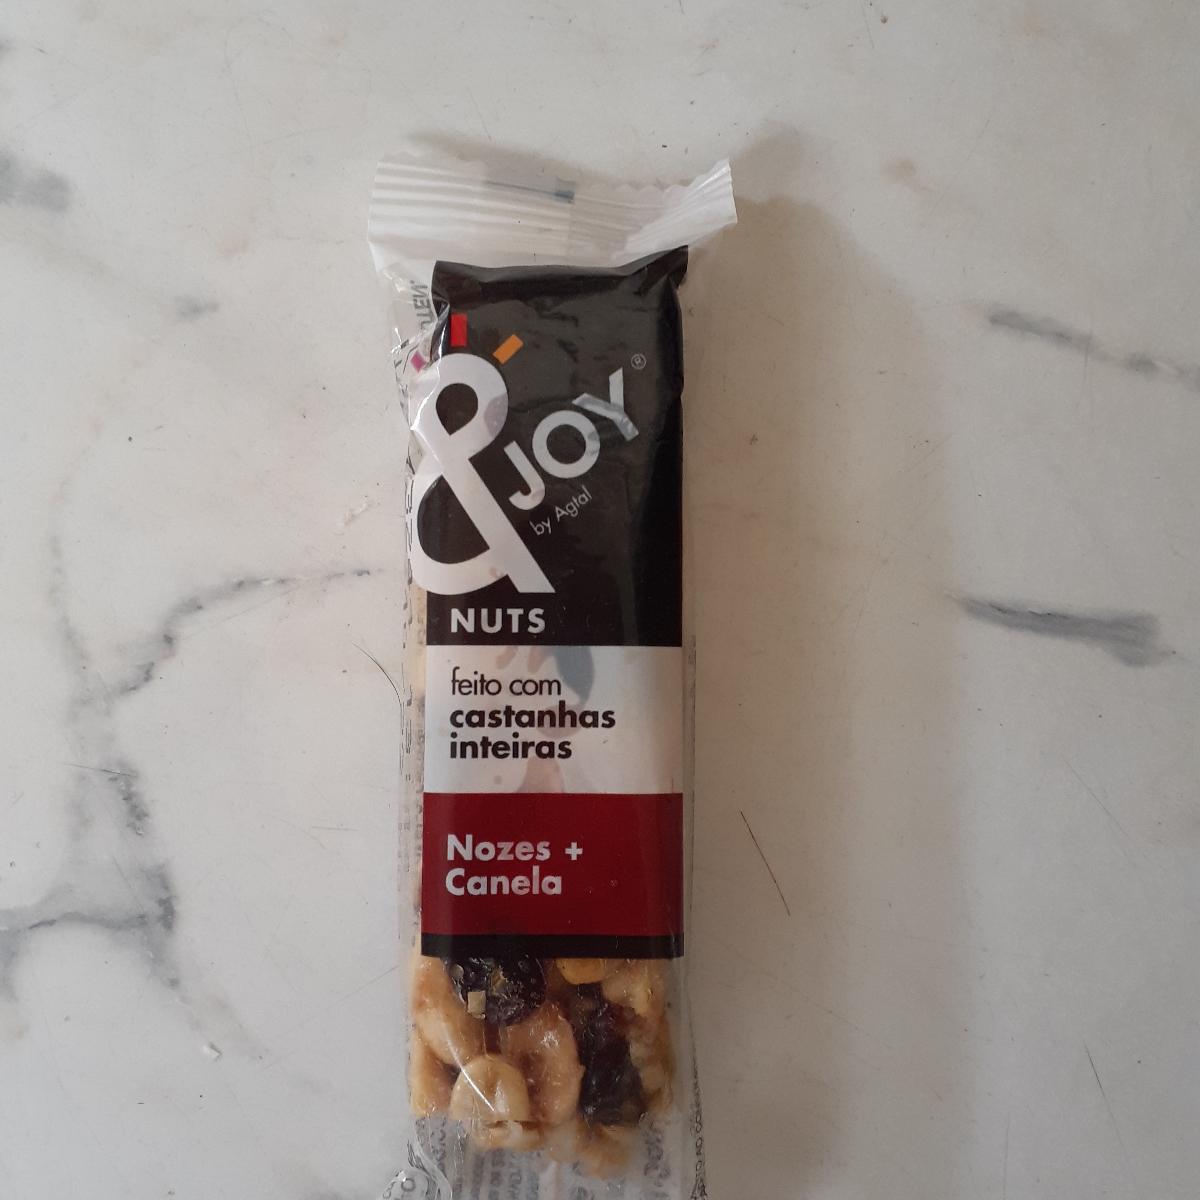 & JOY®
by Agtal
NUTS
feito com
castanhas
inteiras
Nozes +
Canela